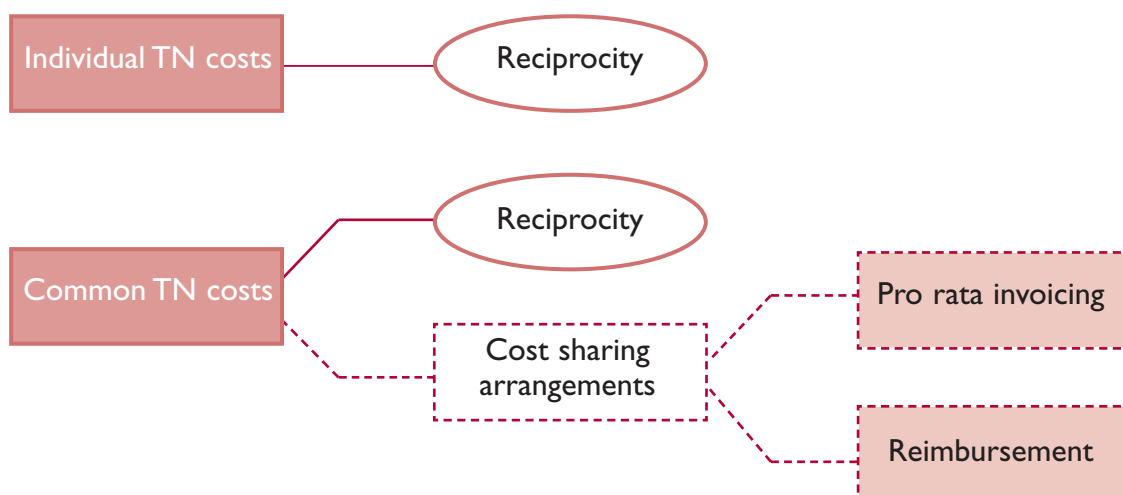 Individual TN costs
Reciprocity
Reciprocity
Common TN costs
Pro rata invoicing
Cost sharing
arrangements
Reimbursement